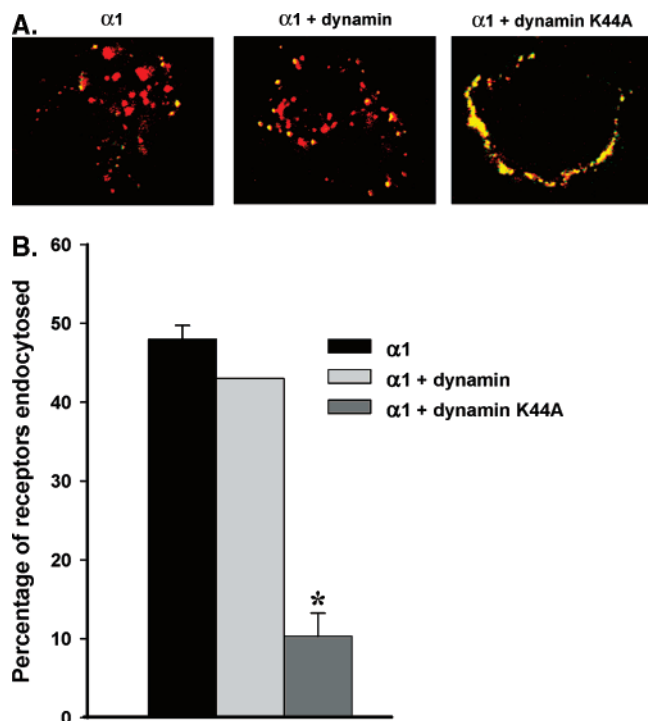 A.
α1
α1 + dynamin
α1 + dynamin K44A
B.
Percentage of receptors endocytosed
60
50
40
30
20
10
0
*
α1
α1 + dynamin
α1 + dynamin K44A